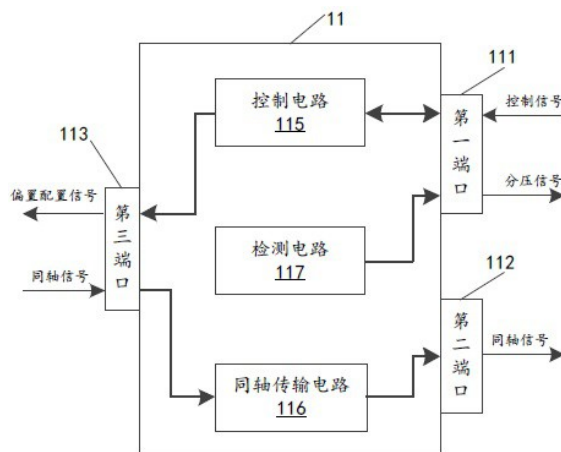 11
111
控制电路
115
控制信号
113
第一端口
偏置配置信号
分压信号
第三端口
检测电路
117
112
同轴信号
第二端口
同轴信号
同轴传输电路
116